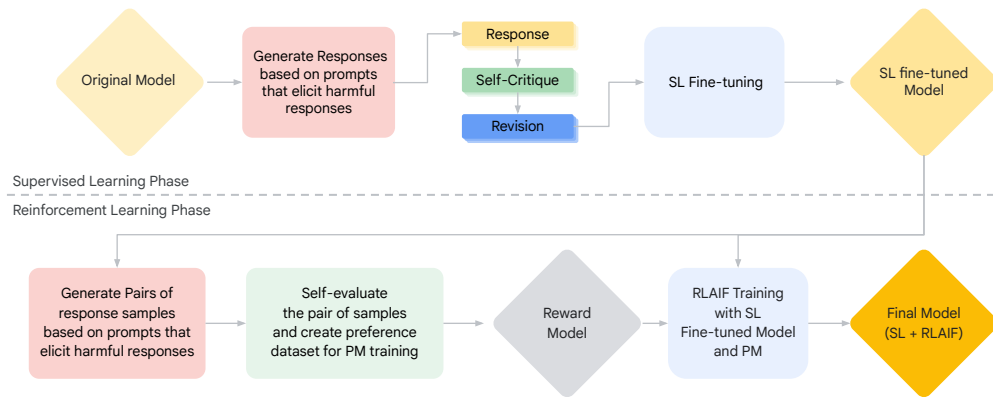 Original Model
Generate Responses
based on prompts
that elicit harmful
responses
Response
Self-Critique
Revision
SL Fine-tuning
SL fine-tuned
Model
Supervised Learning Phase
Reinforcement Learning Phase
Generate Pairs of
response samples
based on prompts that
elicit harmful responses
Self-evaluate
the pair of samples
and create preference
dataset for PM training
Reward
Model
RLAIF Training
with SL
Fine-tuned Model
and PM
Final Model
(SL + RLAIF)